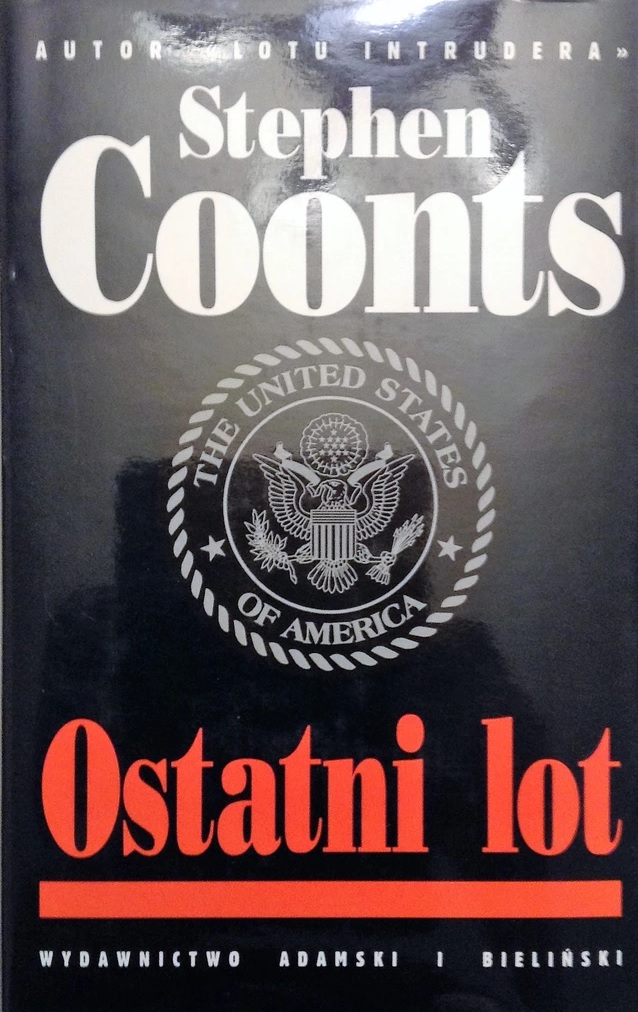 AUTOR «LOTU INTRUDERA»
Stephen
Coonts
THE UNITED STATES
OF AMERICA
Ostatni lot
WYDAWNICTWO ADAMSKI I BIELIŃSKI